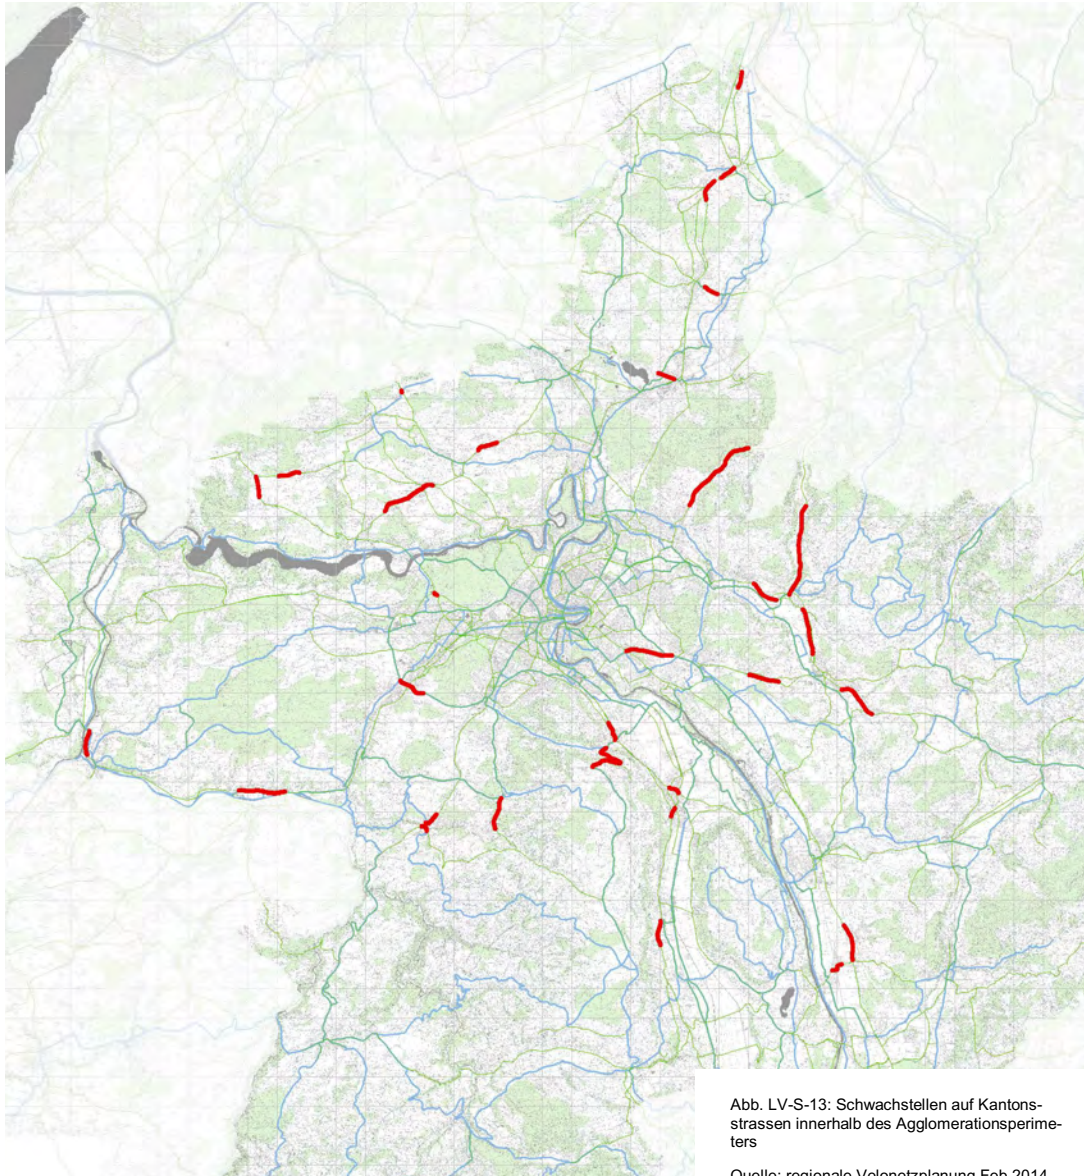 Abb. LV-S-13: Schwachstellen auf Kantons-
strassen innerhalb des Agglomerationsperime-
ters
Quelle: regionale Velonetzplanung Feb 2014